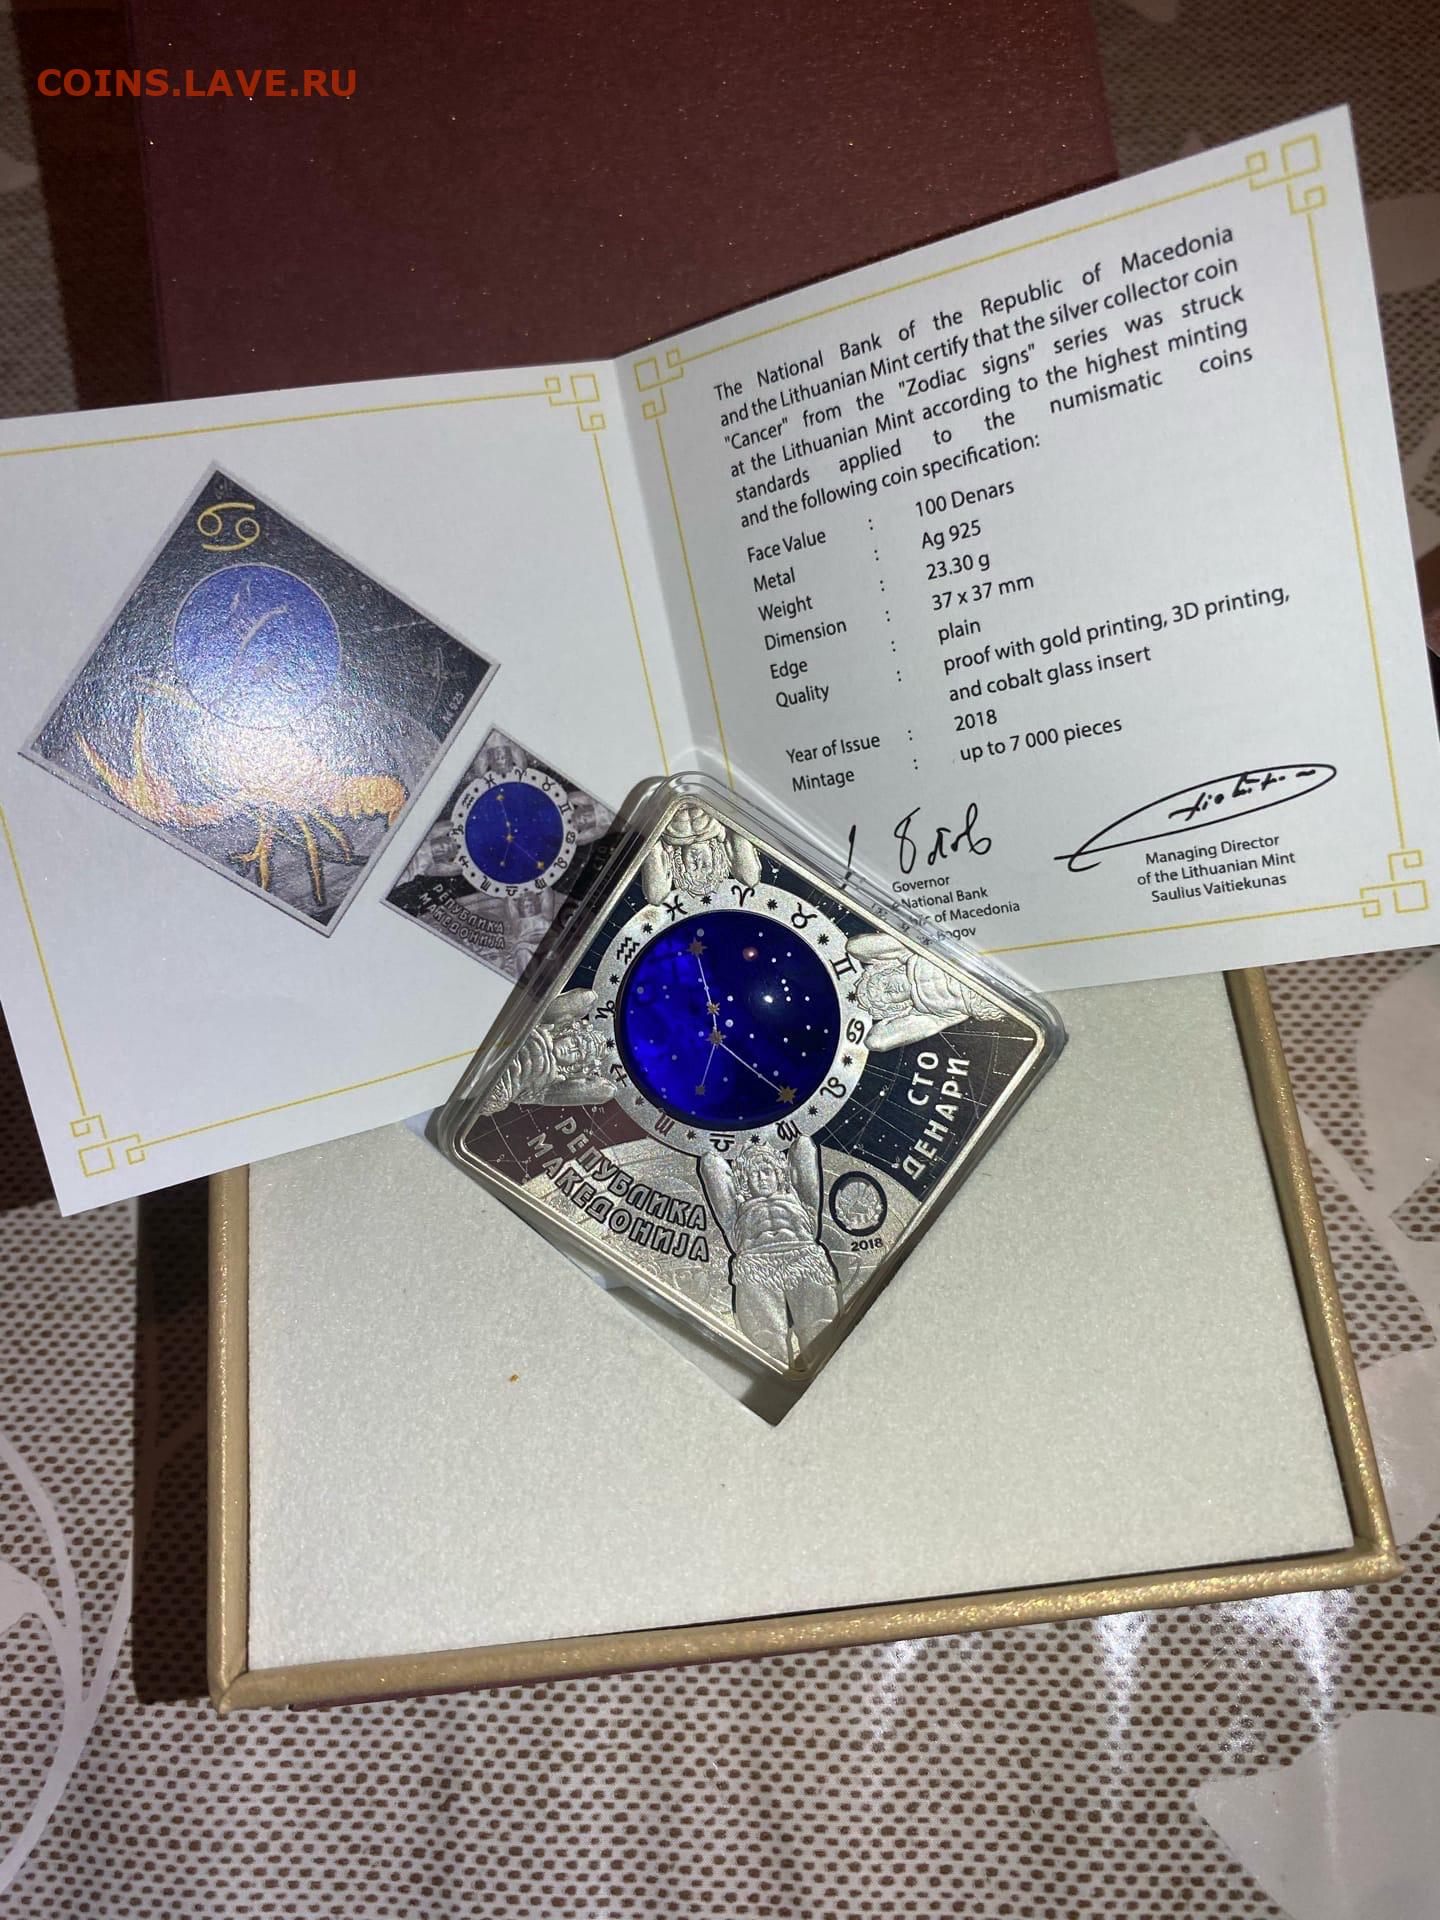 COINS.LAVE.RU
The National Bank of the Republic of Macedonia
and the Lithuanian Mint certify that the silver collector coin
"Cancer" from the "Zodiac signs" series was struck
at the Lithuanian Mint according to the highest minting
standards applied to the numismatic coins
and the following coin specification:
Face Value : 100 Denars
Metal : Ag 925
Weight : 23.30 g
Dimension : 37 x 37 mm
Edge : plain
Quality : proof with gold printing, 3D printing,
and cobalt glass insert
Year of Issue : 2018
Mintage : up to 7 000 pieces
Governor
National Bank
of Macedonia
Bogov
Managing Director
of the Lithuanian Mint
Saulius Vaitiekunas
РЕПУБЛИКА
МАКЕДОНИЈА
СТО
РЕПУБЛИКА
МАКЕДОНИЈА
СТО
ДЕНАРИ
2018